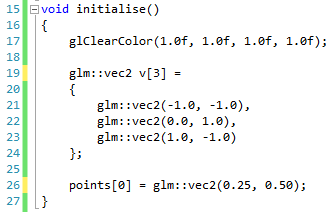 15 void initialise()
16 {
17 glClearColor(1.0f, 1.0f, 1.0f, 1.0f);
18
19 glm::vec2 v[3] =
20 {
21 glm::vec2(-1.0, -1.0),
22 glm::vec2(0.0, 1.0),
23 glm::vec2(1.0, -1.0)
24 };
25
26 points[0] = glm::vec2(0.25, 0.50);
27 }